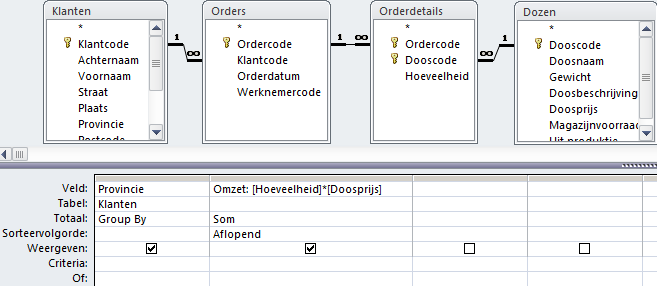 Klanten
*
Klantcode
Achternaam
Voornaam
Straat
Plaats
Provincie
Postcode
1
∞
Orders
*
Ordercode
Klantcode
Orderdatum
Werknemercode
1
∞
Orderdetails
*
Ordercode
Dooscode
Hoeveelheid
∞
1
Dozen
*
Dooscode
Doosnaam
Gewicht
Doosbeschrijving
Doosprijs
Magazijnvoorraad
Uit produktie
Veld: Provincie Omzet: [Hoeveelheid]*[Doosprijs]
Tabel: Klanten
Totaal: Group By Som
Sorteervolgorde: Aflopend
Weergeven:
Criteria:
Of: